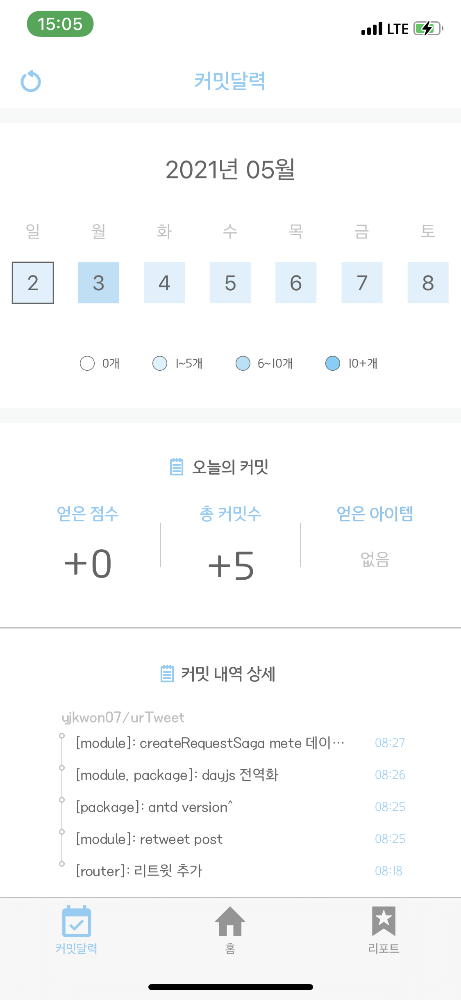 15:05 LTE
커밋달력
2021년 05월
일 월 화 수 목 금 토
2 3 4 5 6 7 8
0개 1~5개 6~10개 10+개
오늘의 커밋
얻은 점수 총 커밋수 얻은 아이템
+0 +5 없음
커밋 내역 상세
yjkwon07/urTweet
[module]: createRequestSaga mete 데이… 08:27
[module, package]: dayjs 전역화 08:26
[package]: antd version^ 08:25
[module]: retweet post 08:25
[router]: 리트윗 추가 08:18
커밋달력 홈 리포트